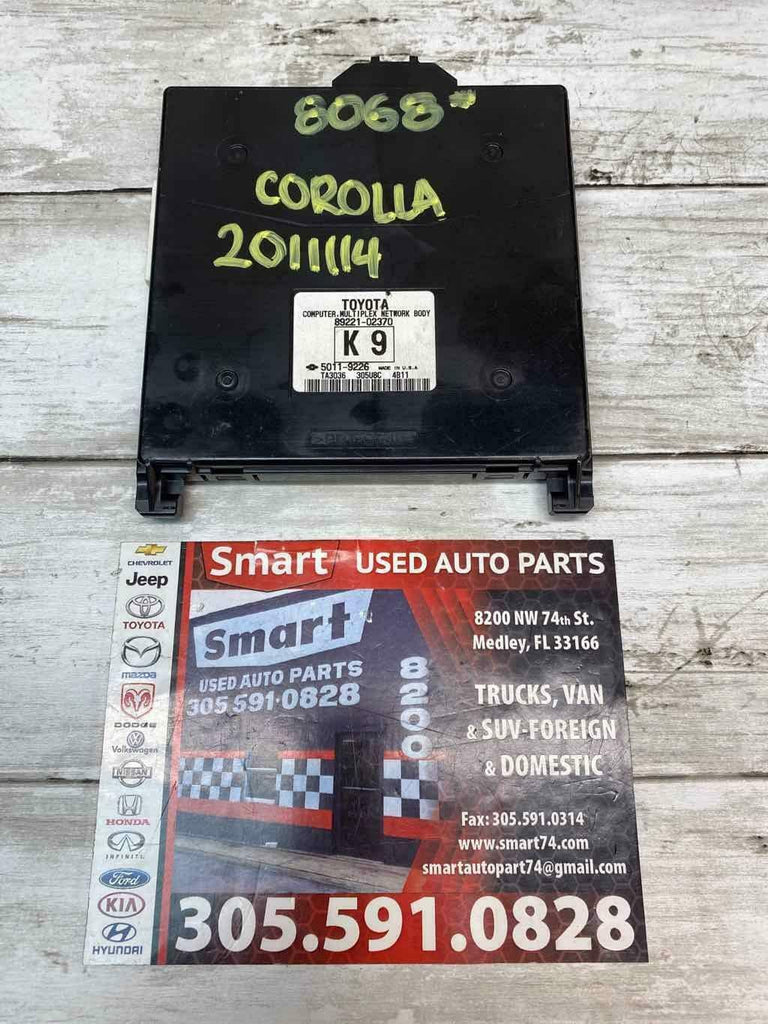 8068
COROLLA
2011114
TOYOTA
COMPUTER, MULTIPLEX NETWORK BODY
89221-02370
K 9
5011-9226 MADE IN U.S.A
TA3036 305U8C 4B11
CHEVROLET
Jeep
TOYOTA
mazda
DODGE
Volkswagen
NISSAN
HONDA
INFINITI
Ford
KIA
HYUNDAI
Smart USED AUTO PARTS
Smart
USED AUTO PARTS
305.591.0828
8200
8200 NW 74th St.
Medley, FL 33166
TRUCKS, VAN
& SUV-FOREIGN
& DOMESTIC
Fax: 305.591.0314
www.smart74.com
smartautopart74@gmail.com
305.591.0828